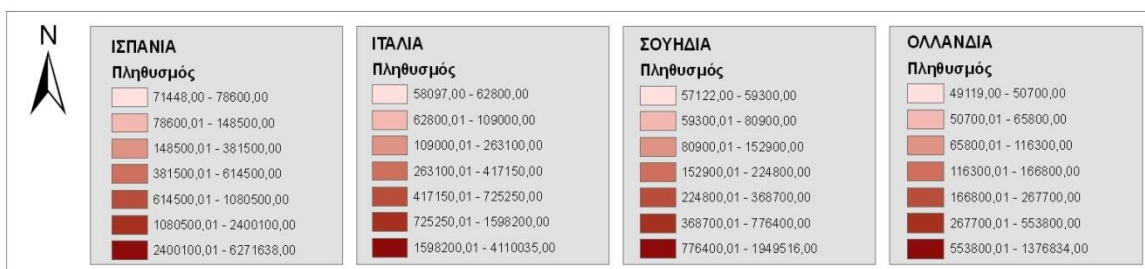 N
ΙΣΠΑΝΙΑ
Πληθυσμός
71448,00 - 78600,00
78600,01 - 148500,00
148500,01 - 381500,00
381500,01 - 614500,00
614500,01 - 1080500,00
1080500,01 - 2400100,00
2400100,01 - 6271638,00
ΙΤΑΛΙΑ
Πληθυσμός
58097,00 - 62800,00
62800,01 - 109000,00
109000,01 - 263100,00
263100,01 - 417150,00
417150,01 - 725250,00
725250,01 - 1598200,00
1598200,01 - 4110035,00
ΣΟΥΗΔΙΑ
Πληθυσμός
57122,00 - 59300,00
59300,01 - 80900,00
80900,01 - 152900,00
152900,01 - 224800,00
224800,01 - 368700,00
368700,01 - 776400,00
776400,01 - 1949516,00
ΟΛΛΑΝΔΙΑ
Πληθυσμός
49119,00 - 50700,00
50700,01 - 65800,00
65800,01 - 116300,00
116300,01 - 166800,00
166800,01 - 267700,00
267700,01 - 553800,00
553800,01 - 1376834,00